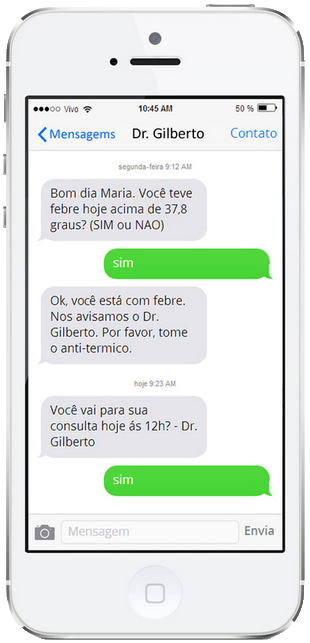 ●●●○○ Vivo 10:45 AM 50 %
Mensagems Dr. Gilberto Contato
segunda-feira 9:12 AM
Bom dia Maria. Você teve
febre hoje acima de 37,8
graus? (SIM ou NAO)
sim
Ok, você está com febre.
Nos avisamos o Dr.
Gilberto. Por favor, tome
o anti-termico.
hoje 9:23 AM
Você vai para sua
consulta hoje ás 12h? - Dr.
Gilberto
sim
Mensagem Envia